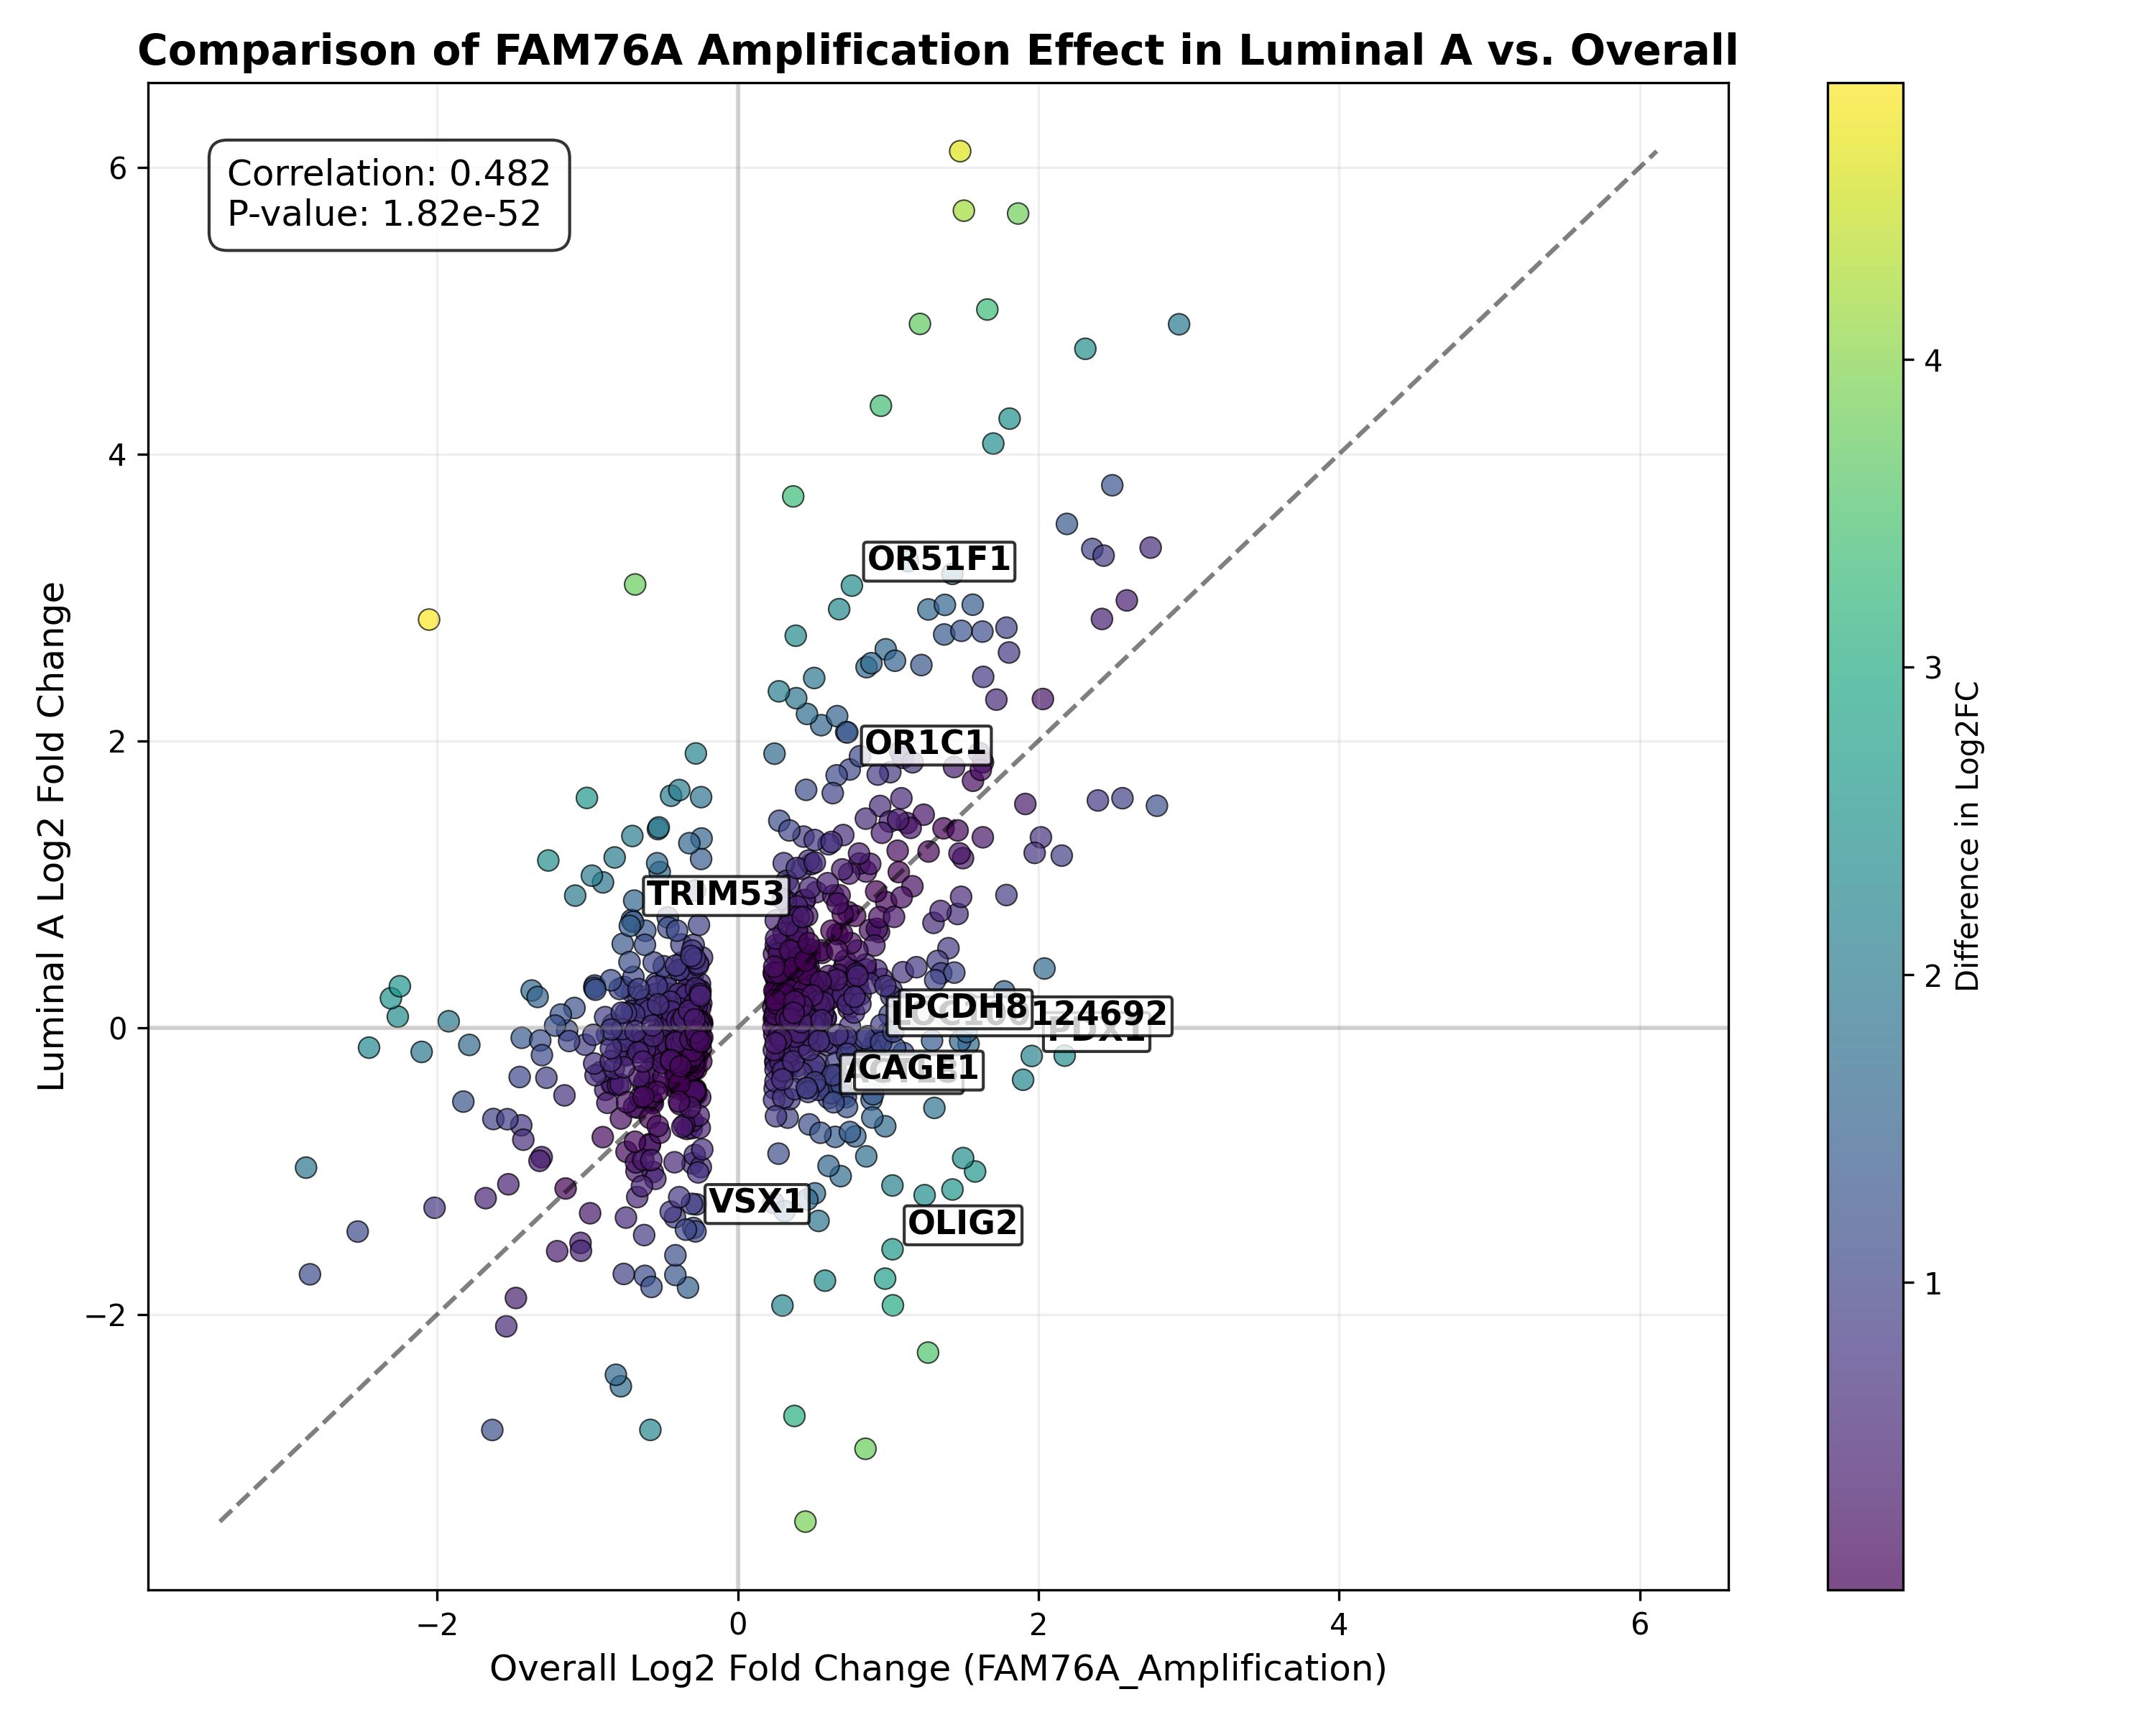 Comparison of FAM76A Amplification Effect in Luminal A vs. Overall
Correlation: 0.482
P-value: 1.82e-52
6
4
2
0
−2
Luminal A Log2 Fold Change
OR51F1
OR1C1
TRIM53
PCDH8
124692
PDX1
CAGE1
VSX1
OLIG2
−2
0
2
4
6
Overall Log2 Fold Change (FAM76A_Amplification)
4
3
2
1
Difference in Log2FC